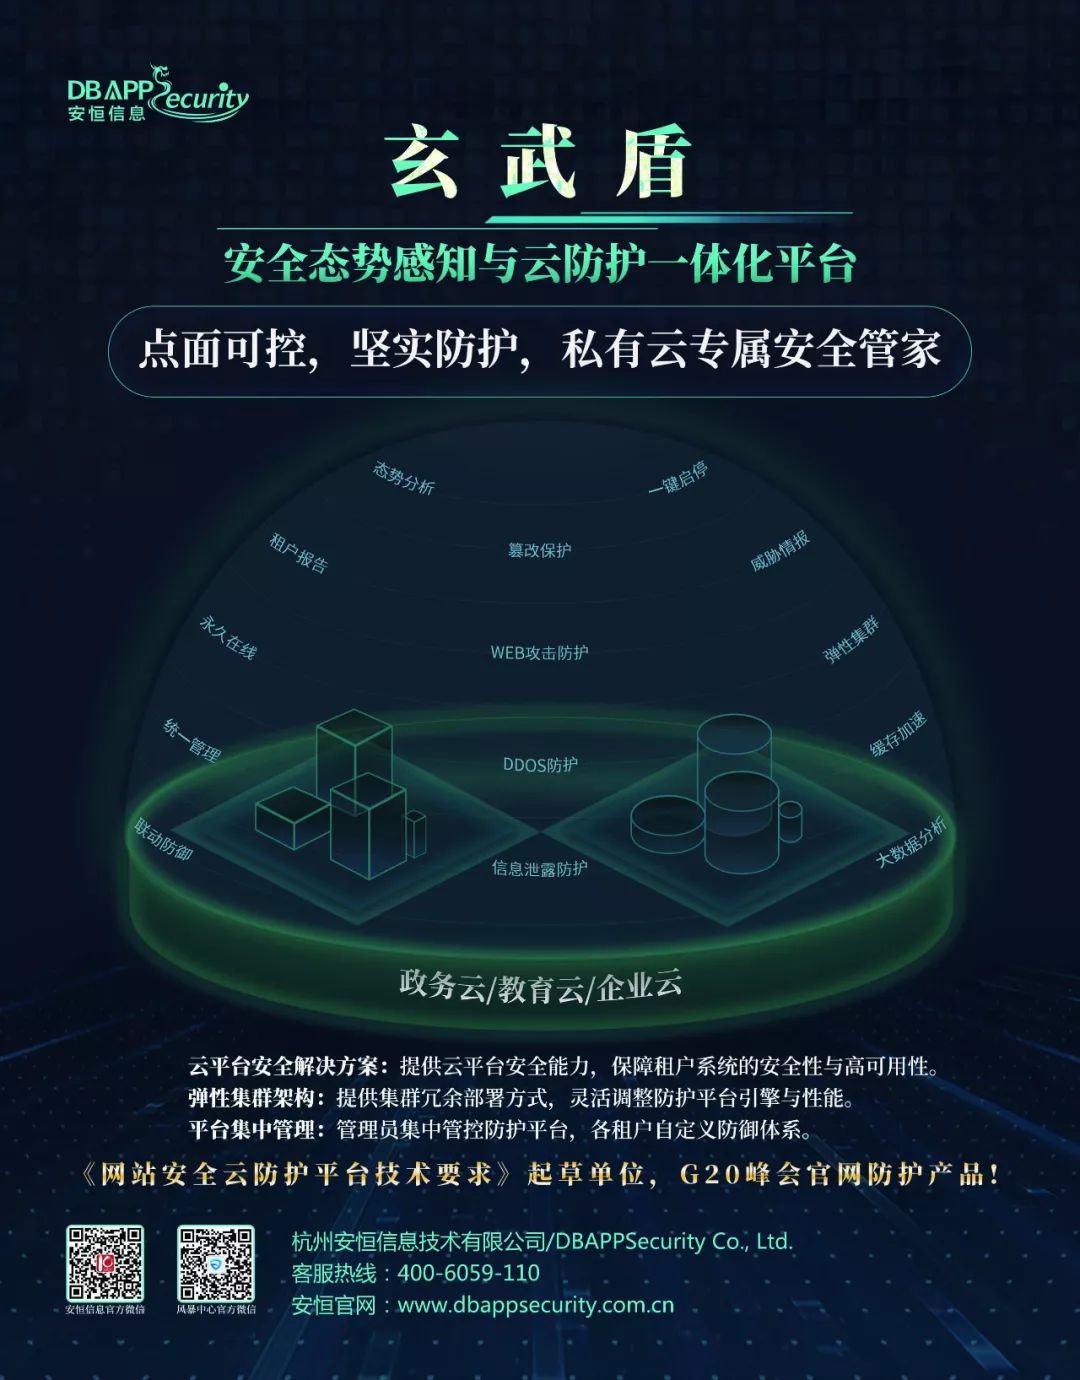 DBAPPSecurity
安恒信息
玄武盾
安全态势感知与云防护一体化平台
点面可控，坚实防护，私有云专属安全管家
态势分析
一键启停
租户报告
篡改保护
威胁情报
永久在线
WEB攻击防护
弹性集群
统一管理
DDOS防护
缓存加速
联动防御
信息泄露防护
大数据分析
政务云/教育云/企业云
云平台安全解决方案：提供云平台安全能力，保障租户系统的安全性与高可用性。
弹性集群架构：提供集群冗余部署方式，灵活调整防护平台引擎与性能。
平台集中管理：管理员集中管控防护平台，各租户自定义防御体系。
《网站安全云防护平台技术要求》起草单位，G20峰会官网防护产品！
杭州安恒信息技术有限公司/DBAPPSecurity Co., Ltd.
客服热线：400-6059-110
安恒官网：www.dbappsecurity.com.cn
安恒信息官方微信
风暴中心官方微信